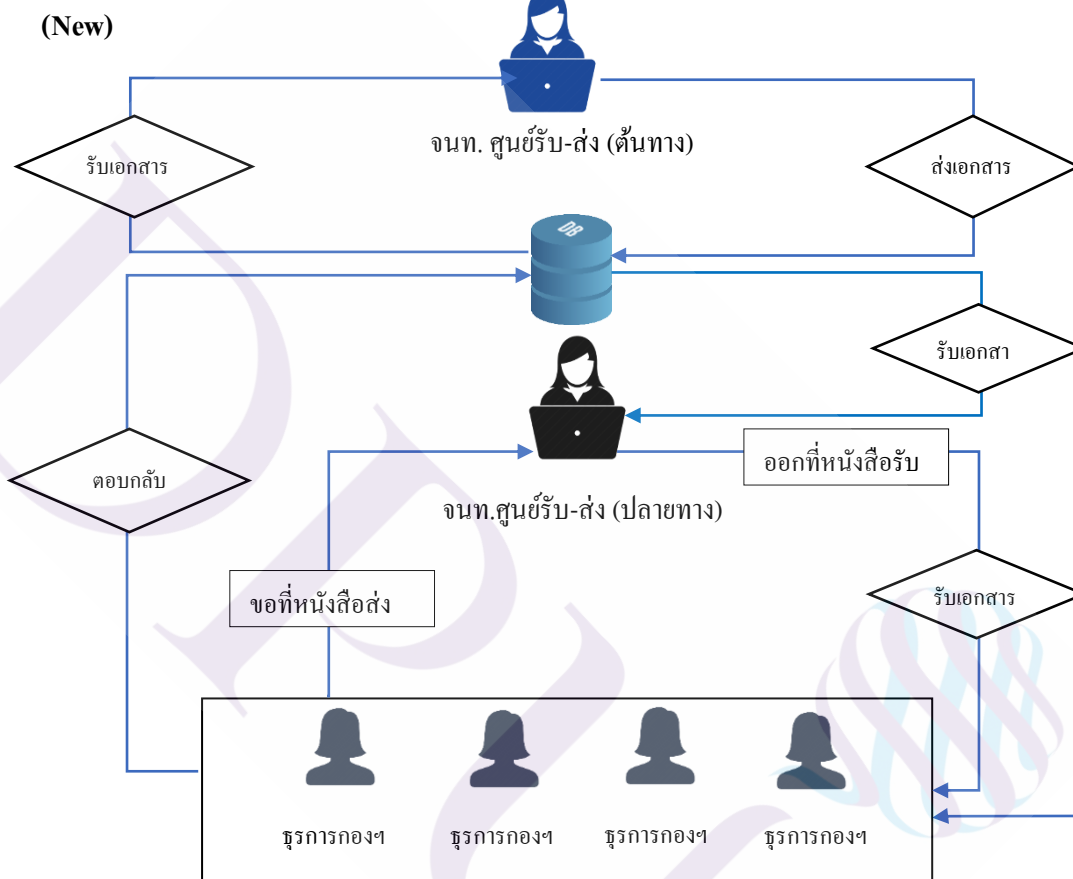 (New)
จนท. ศูนย์รับ-ส่ง (ต้นทาง)
รับเอกสาร
ส่งเอกสาร
DB
รับเอกสา
ออกที่หนังสือรับ
ตอบกลับ
จนท.ศูนย์รับ-ส่ง (ปลายทาง)
ขอที่หนังสือส่ง
รับเอกสาร
ธุรการกองฯ ธุรการกองฯ ธุรการกองฯ ธุรการกองฯ